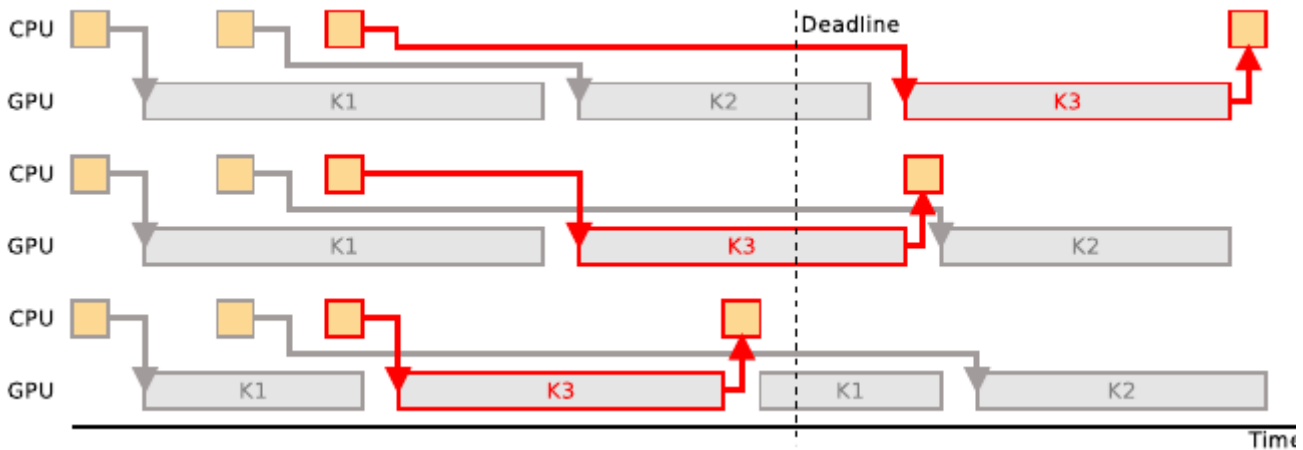 CPU
Deadline
GPU K1 K2 K3
CPU
GPU K1 K3 K2
CPU
GPU K1 K3 K1 K2
Time